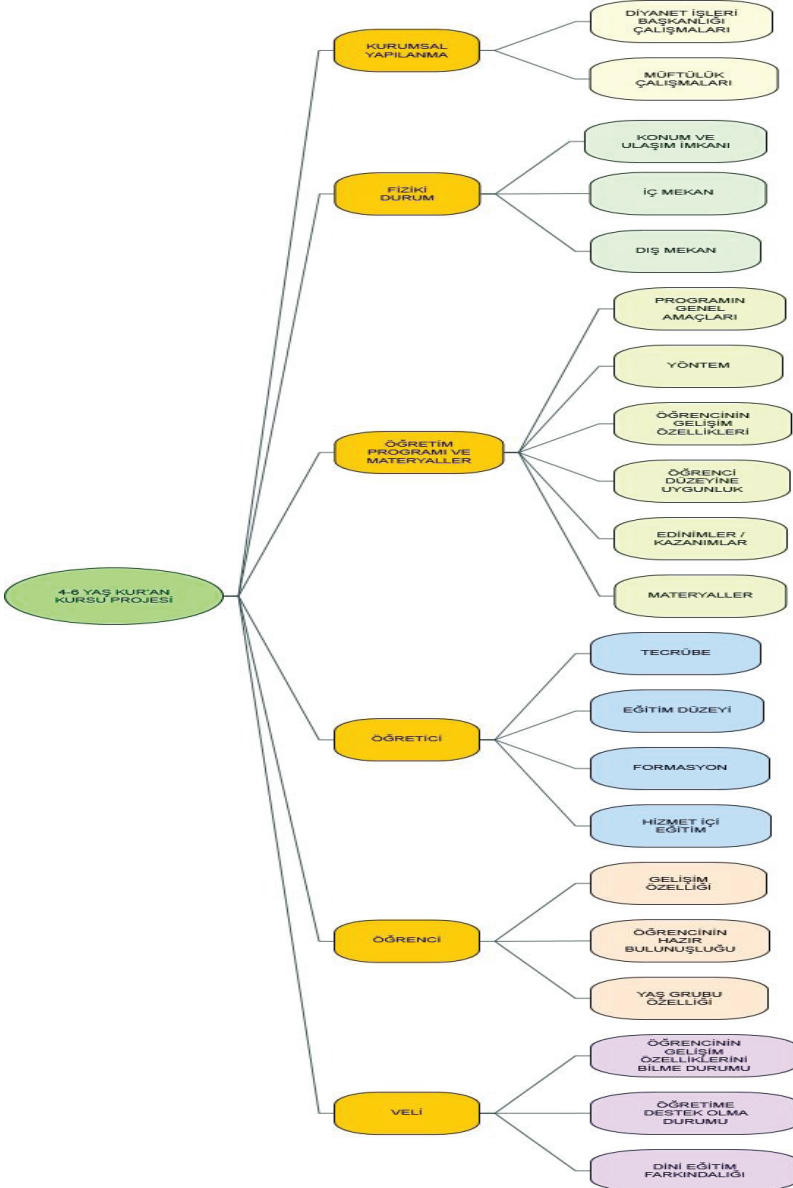 KURUMSAL
YAPILANMA
DİYANET İŞLERİ
BAŞKANLIĞI
ÇALIŞMALARI
MÜFTÜLÜK
ÇALIŞMALARI
FİZİKİ
DURUM
KONUM VE
ULAŞIM İMKANI
İÇ MEKAN
DIŞ MEKAN
ÖĞRETİM
PROGRAMI VE
MATERYALLER
PROGRAMIN
GENEL
AMAÇLARI
YÖNTEM
ÖĞRENCİNİN
GELİŞİM
ÖZELLİKLERİ
ÖĞRENCİ
DÜZEYİNE
UYGUNLUK
EDİNİMLER /
KAZANIMLAR
MATERYALLER
4-6 YAŞ KUR'AN
KURSU PROJESİ
ÖĞRETİCİ
TECRÜBE
EĞİTİM DÜZEYİ
FORMASYON
HİZMET İÇİ
EĞİTİM
ÖĞRENCİ
GELİŞİM
ÖZELLİĞİ
ÖĞRENCİNİN
HAZIR
BULUNUŞLUĞU
YAŞ GRUBU
ÖZELLİĞİ
VELİ
ÖĞRENCİNİN
GELİŞİM
ÖZELLİKLERİNİ
BİLME DURUMU
ÖĞRETİME
DESTEK OLMA
DURUMU
DİNİ EĞİTİM
FARKINDALIĞI